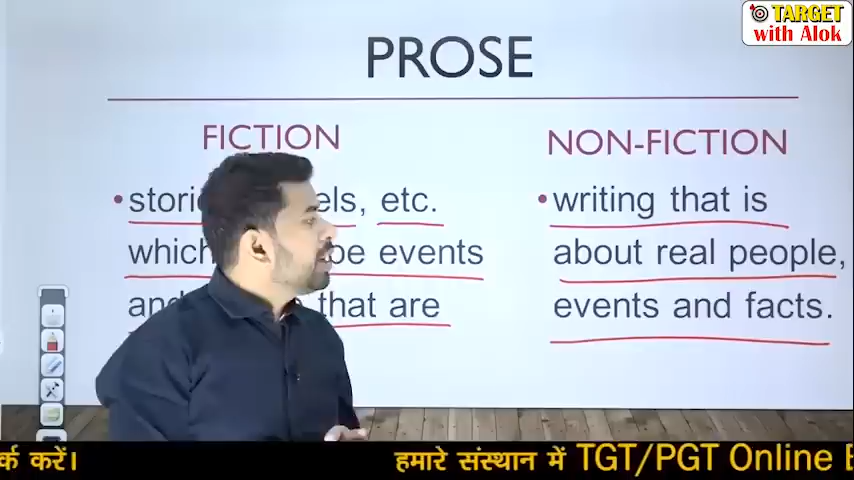 TARGET
with Alok
PROSE
FICTION
NON-FICTION
etc.
events
that are
writing that is
about real people,
events and facts.
करें। हमारे संस्थान में TGT/PGT Online